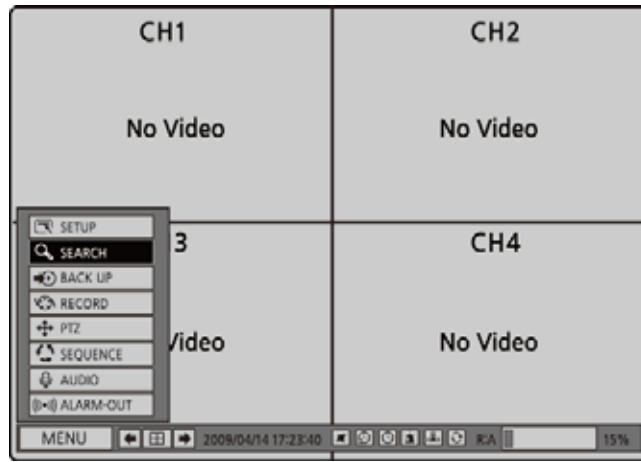 CH1
CH2
No Video
No Video
SETUP
SEARCH
3
CH4
BACK UP
RECORD
PTZ
Video
No Video
SEQUENCE
AUDIO
ALARM-OUT
MENU
2009/04/14 17:23:40
R:A
15%